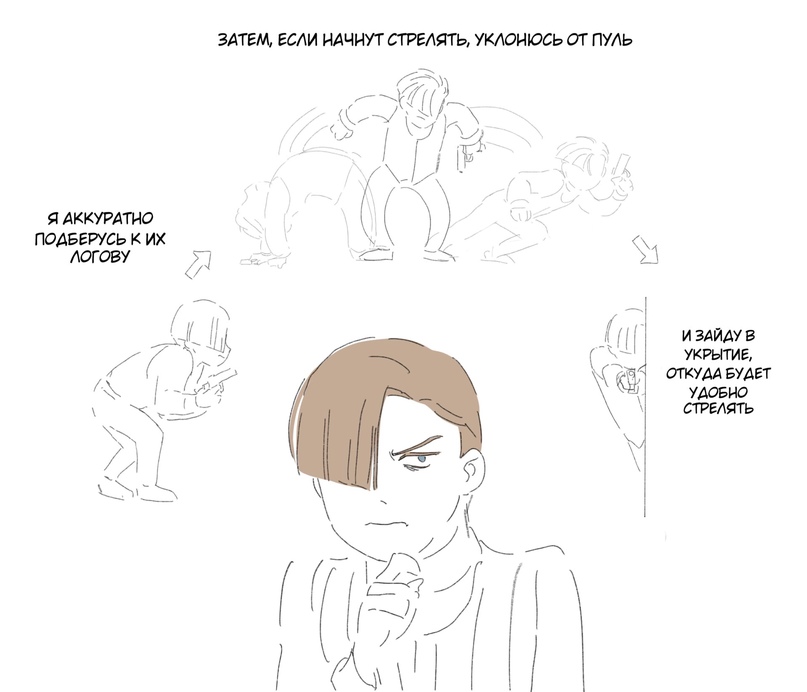 ЗАТЕМ, ЕСЛИ НАЧНУТ СТРЕЛЯТЬ, УКЛОНЮСЬ ОТ ПУЛЬ
Я АККУРАТНО
ПОДБЕРУСЬ К ИХ
ЛОГОВУ
И ЗАЙДУ В
УКРЫТИЕ,
ОТКУДА БУДЕТ
УДОБНО
СТРЕЛЯТЬ